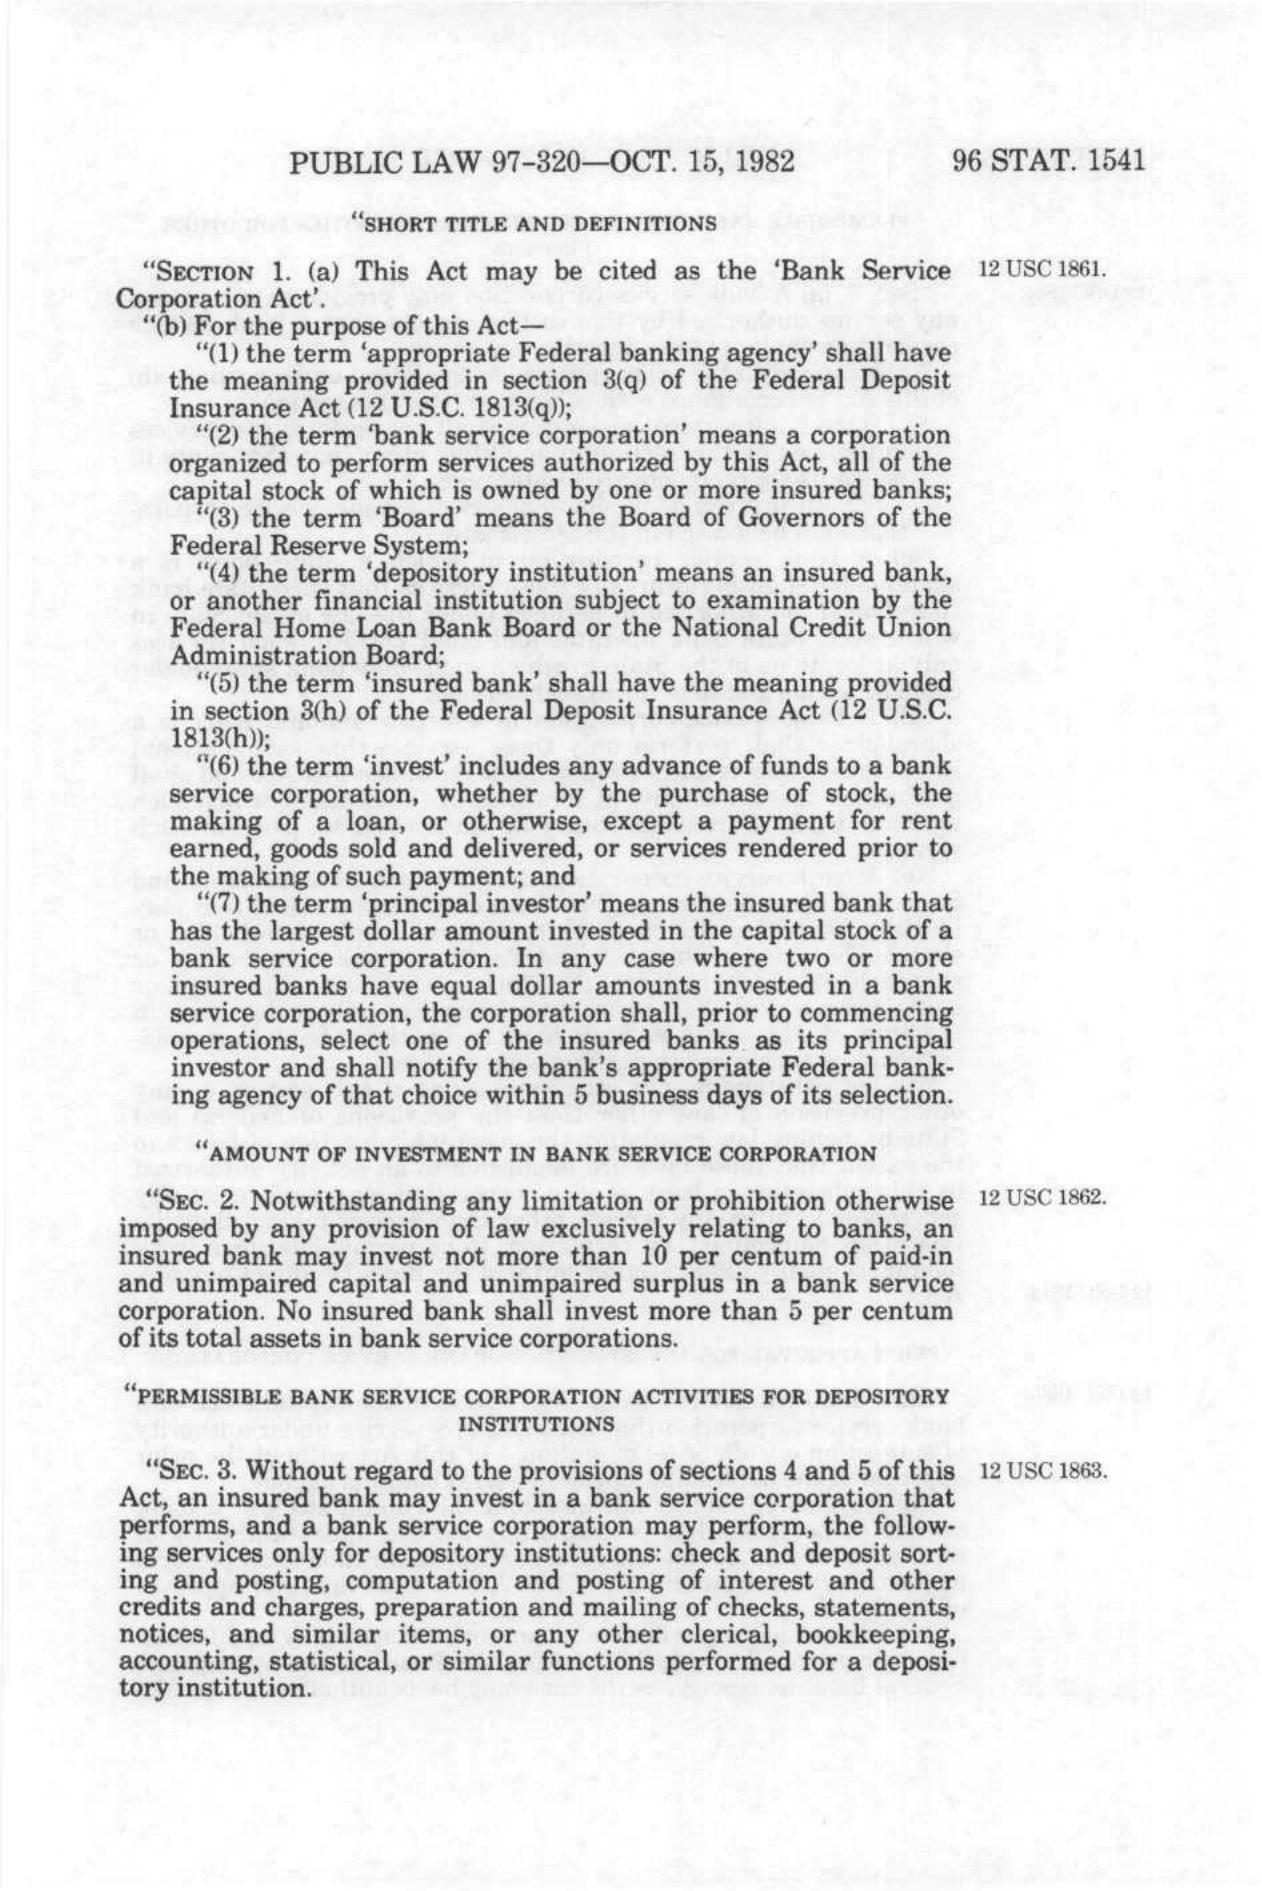 PUBLIC LAW 97-320—OCT. 15, 1982 96 STAT. 1541
“SHORT TITLE AND DEFINITIONS
“SECTION 1. (a) This Act may be cited as the ‘Bank Service 12 USC 1861.
Corporation Act’.
“(b) For the purpose of this Act—
“(1) the term ‘appropriate Federal banking agency’ shall have
the meaning provided in section 3(q) of the Federal Deposit
Insurance Act (12 U.S.C. 1813(q));
“(2) the term ‘bank service corporation’ means a corporation
organized to perform services authorized by this Act, all of the
capital stock of which is owned by one or more insured banks;
“(3) the term ‘Board’ means the Board of Governors of the
Federal Reserve System;
“(4) the term ‘depository institution’ means an insured bank,
or another financial institution subject to examination by the
Federal Home Loan Bank Board or the National Credit Union
Administration Board;
“(5) the term ‘insured bank’ shall have the meaning provided
in section 3(h) of the Federal Deposit Insurance Act (12 U.S.C.
1813(h));
“(6) the term ‘invest’ includes any advance of funds to a bank
service corporation, whether by the purchase of stock, the
making of a loan, or otherwise, except a payment for rent
earned, goods sold and delivered, or services rendered prior to
the making of such payment; and
“(7) the term ‘principal investor’ means the insured bank that
has the largest dollar amount invested in the capital stock of a
bank service corporation. In any case where two or more
insured banks have equal dollar amounts invested in a bank
service corporation, the corporation shall, prior to commencing
operations, select one of the insured banks as its principal
investor and shall notify the bank’s appropriate Federal bank-
ing agency of that choice within 5 business days of its selection.
“AMOUNT OF INVESTMENT IN BANK SERVICE CORPORATION
“SEC. 2. Notwithstanding any limitation or prohibition otherwise 12 USC 1862.
imposed by any provision of law exclusively relating to banks, an
insured bank may invest not more than 10 per centum of paid-in
and unimpaired capital and unimpaired surplus in a bank service
corporation. No insured bank shall invest more than 5 per centum
of its total assets in bank service corporations.
“PERMISSIBLE BANK SERVICE CORPORATION ACTIVITIES FOR DEPOSITORY
INSTITUTIONS
“SEC. 3. Without regard to the provisions of sections 4 and 5 of this 12 USC 1863.
Act, an insured bank may invest in a bank service corporation that
performs, and a bank service corporation may perform, the follow-
ing services only for depository institutions: check and deposit sort-
ing and posting, computation and posting of interest and other
credits and charges, preparation and mailing of checks, statements,
notices, and similar items, or any other clerical, bookkeeping,
accounting, statistical, or similar functions performed for a deposi-
tory institution.